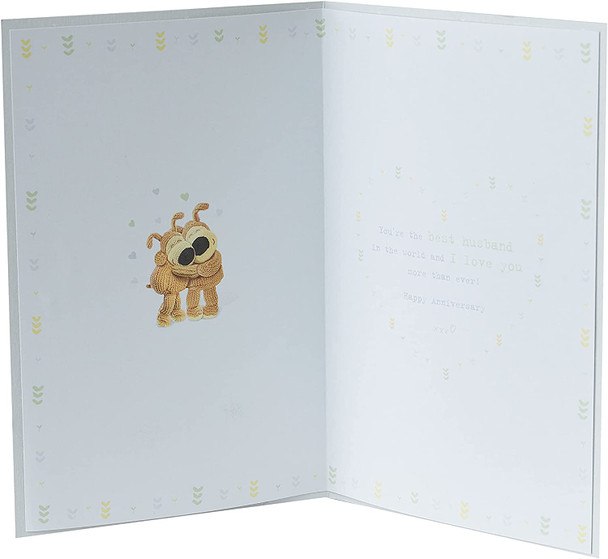 You're the best husband
in the world and I love you
more than ever!
Happy Anniversary